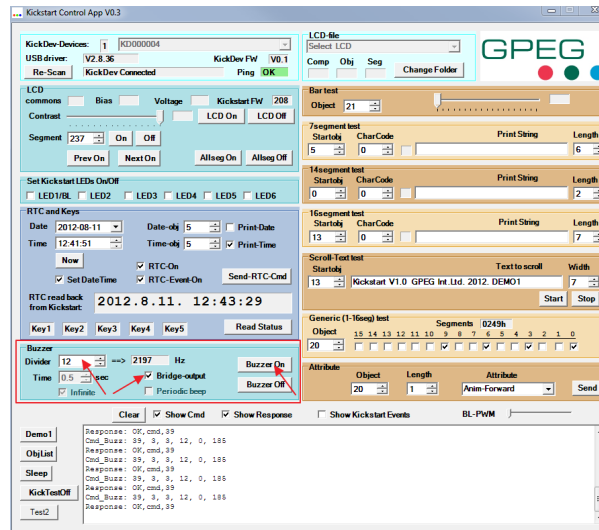 Kickstart Control App V0.3
KickDev-Devices: 1 KD000004
USB driver: V2.8.36 KickDev FW V0.1
Re-Scan KickDev Connected Ping OK
LCD-file
Select LCD
Comp Obj Seg
Change Folder
GPEG
LCD
commons Bias Voltage Kickstart FW 208
Contrast LCD On LCD Off
Segment 237 On Off
Prev On Next On Allseg On Allseg Off
Set Kickstart LEDs On/Off
LED1/BL LED2 LED3 LED4 LED5 LED6
RTC and Keys
Date 2012-08-11 Date-obj 5 Print-Date
Time 12:41:51 Time-obj 5 Print-Time
Now RTC-On
Set DateTime RTC-Event-On Send-RTC-Cmd
RTC read back
from Kickstart: 2012.8.11. 12:43:29
Key1 Key2 Key3 Key4 Key5 Read Status
Buzzer
Divider 12 ==> 2197 Hz Buzzer On
Time 0.5 sec Bridge-output
Infinite Periodic beep Buzzer Off
Bar test
Object 21
7segment test
Startobj CharCode Print String Length
5 0 6
14segment test
Startobj CharCode Print String Length
0 0 2
16segment test
Startobj CharCode Print String Length
13 0 7
Scroll-Text test
Startobj Text to scroll Width
13 Kickstart V1.0 GPEG Int.Ltd. 2012. DEMO1 7
Start Stop
Generic (1-16seg) test
Object Segments 0249h
15 14 13 12 11 10 9 8 7 6 5 4 3 2 1 0
20
Attribute
Object Length Attribute
20 1 Anim-Forward Send
Clear Show Cmd Show Response Show Kickstart Events BL-PWM
Demo1
ObjList
Sleep
KickTestOff
Test2
Response: OK,cmd,39
Cmd_Buzz: 39, 3, 3, 12, 0, 185
Response: OK,cmd,39
Cmd_Buzz: 39, 3, 3, 12, 0, 185
Response: OK,cmd,39
Cmd_Buzz: 39, 3, 3, 12, 0, 185
Response: OK,cmd,39
Cmd_Buzz: 39, 3, 3, 12, 0, 185
Response: OK,cmd,39